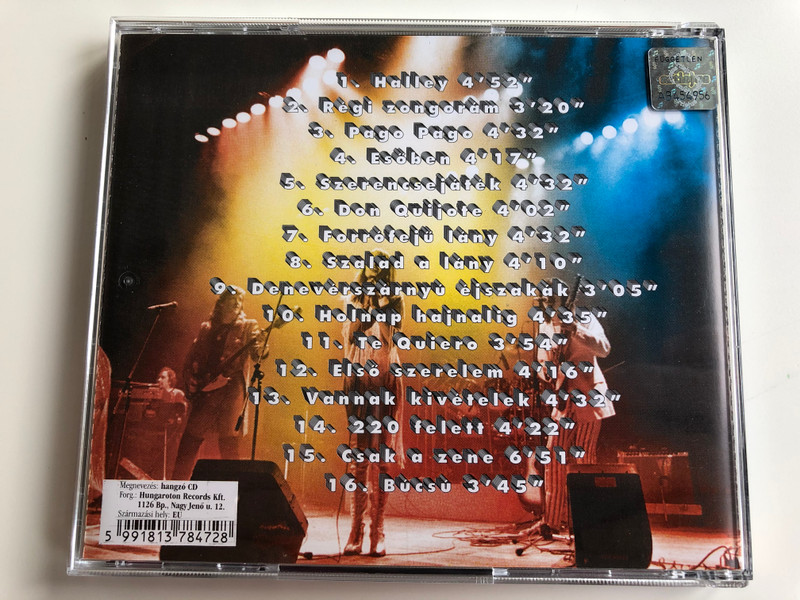 FÜGGETLEN
1. Halley 4'52"
2. Régi zongorám 3'20"
3. Pago Pago 4'32"
4. Esőben 4'17"
5. Szerencsejáték 4'32"
6. Don Quijote 4'02"
7. Forrófejű lány 4'32"
8. Szalad a lány 4'10"
9. Denevérszárnyú éjszakák 3'05"
10. Holnap hajnalig 4'35"
11. Te Quiero 3'54"
12. Első szerelem 4'16"
13. Vannak kivételek 4'32"
14. 220 felett 4'22"
15. Csak a zene 6'51"
16. Búcsú 3'45"
Megnevezés: hangzó CD
Forg.: Hungaroton Records Kft.
1126 Bp., Nagy Jenő u. 12.
Származási hely: EU
5 991813 784728